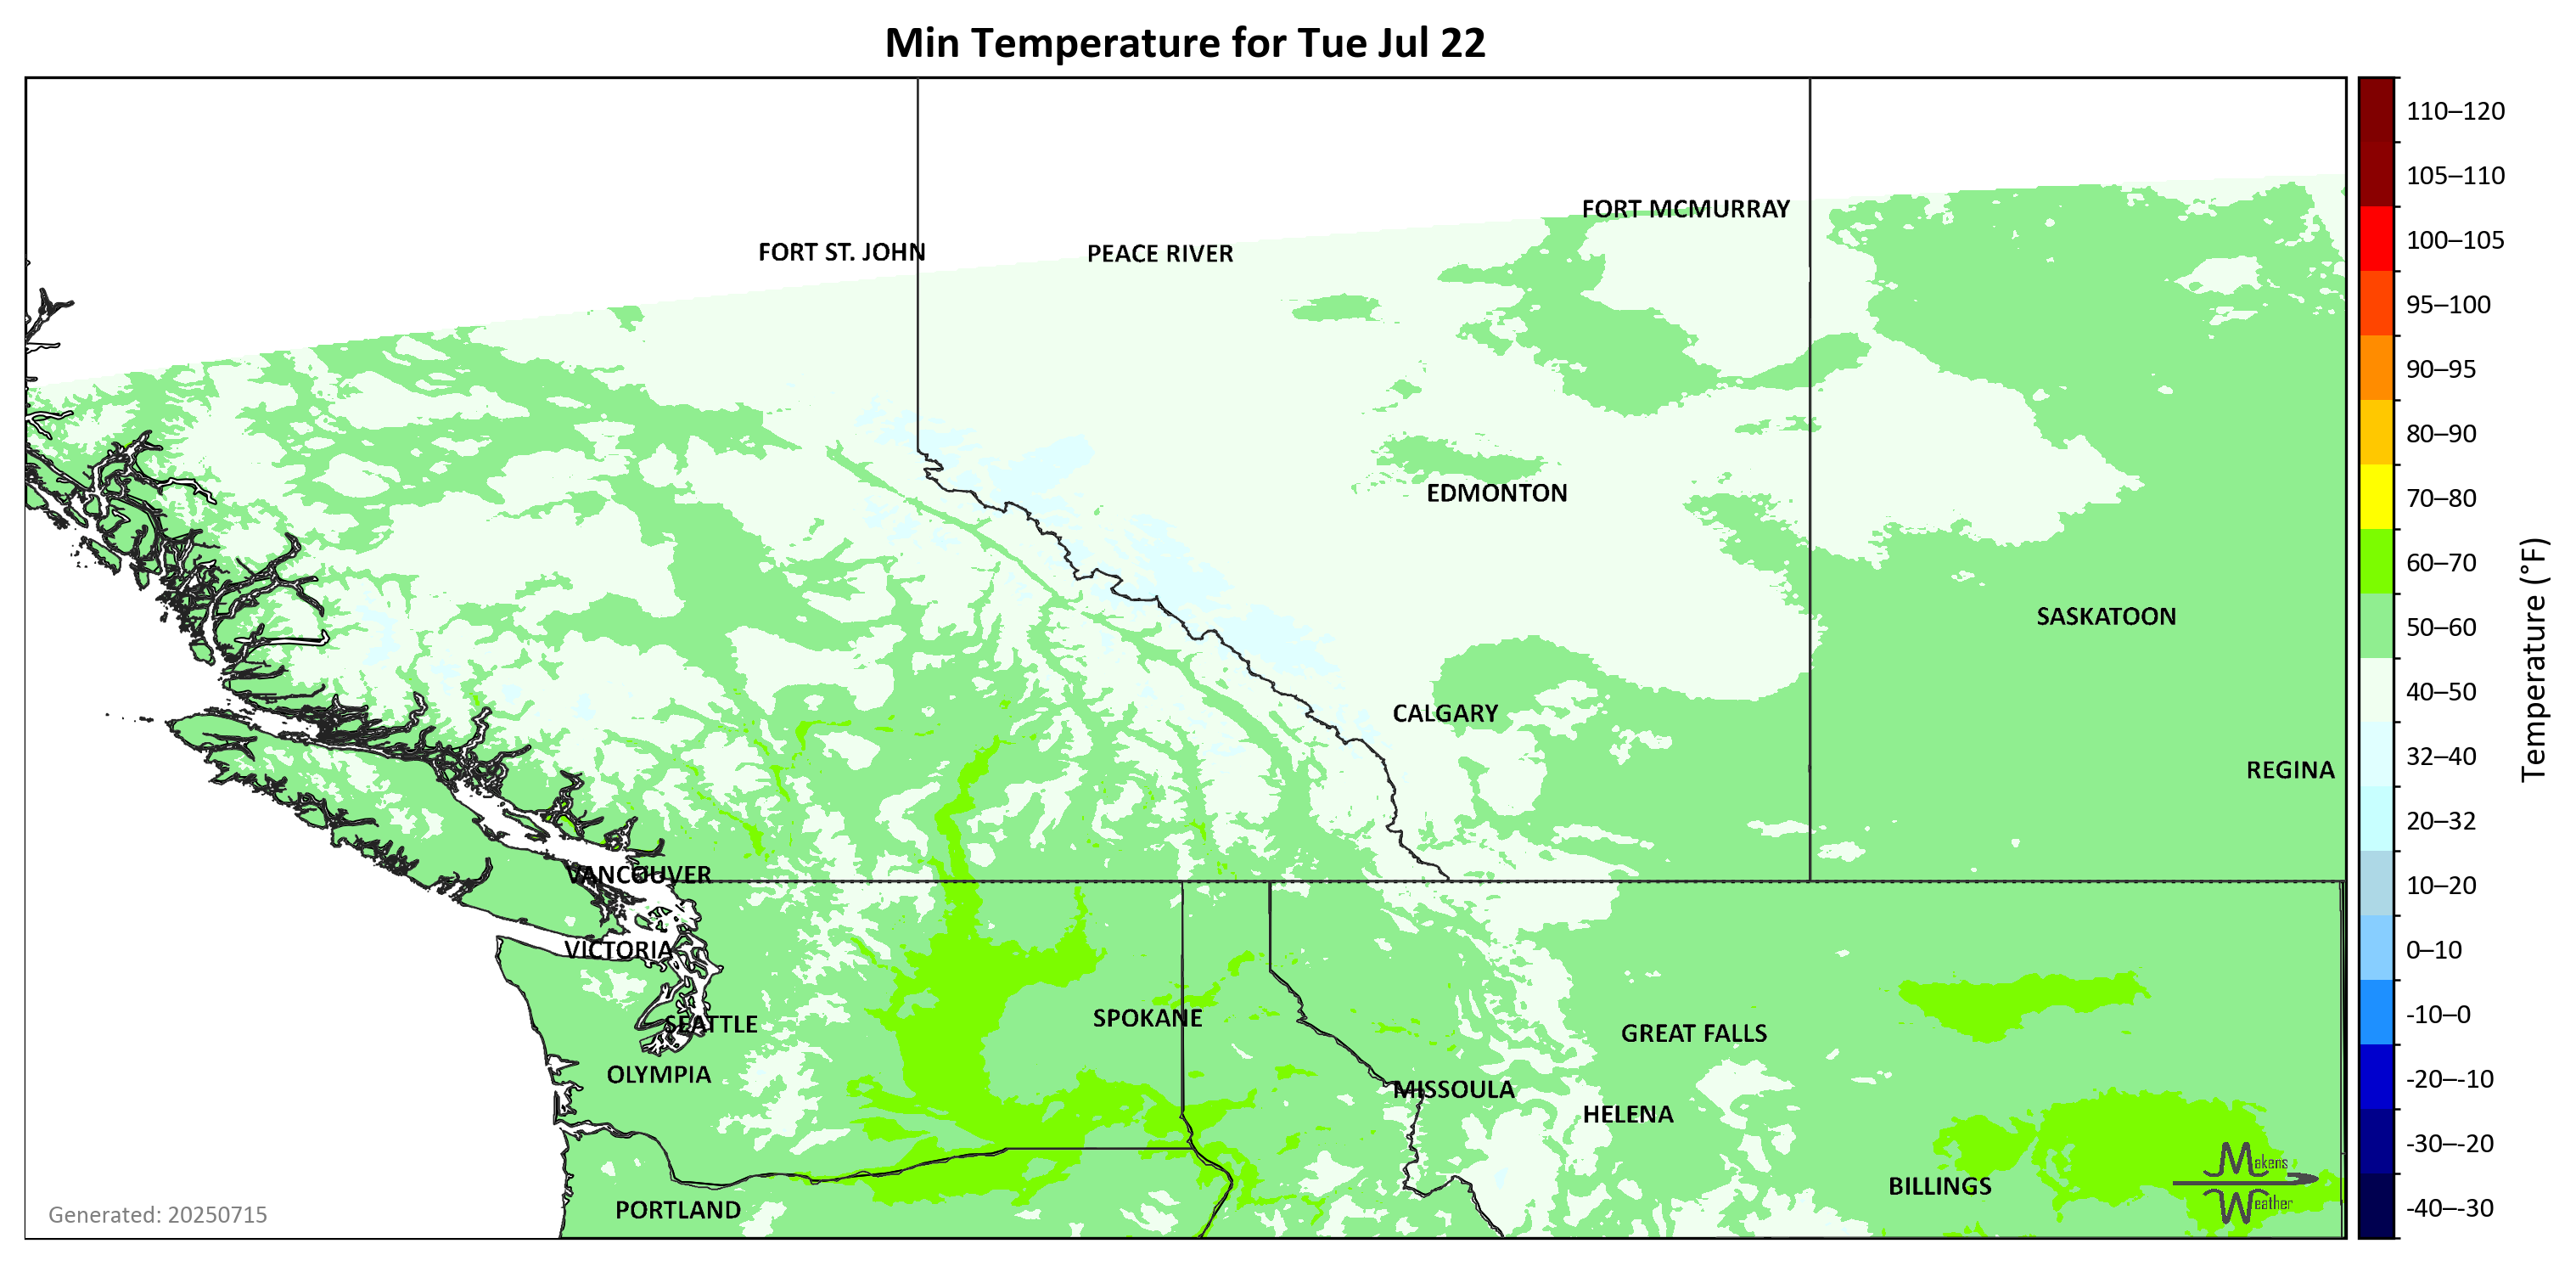 Min Temperature for Tue Jul 22
110–120
105–110
FORT MCMURRAY
100–105
FORT ST. JOHN
PEACE RIVER
95–100
90–95
80–90
EDMONTON
70–80
60–70
SASKATOON
50–60
40–50
CALGARY
32–40
REGINA
Temperature (°F)
20–32
VANCOUVER
10–20
VICTORIA
0–10
SPOKANE
-10–0
SEATTLE
GREAT FALLS
OLYMPIA
-20–-10
MISSOULA
HELENA
-30–-20
Makens
BILLINGS
Weather
PORTLAND
-40–-30
Generated: 20250715